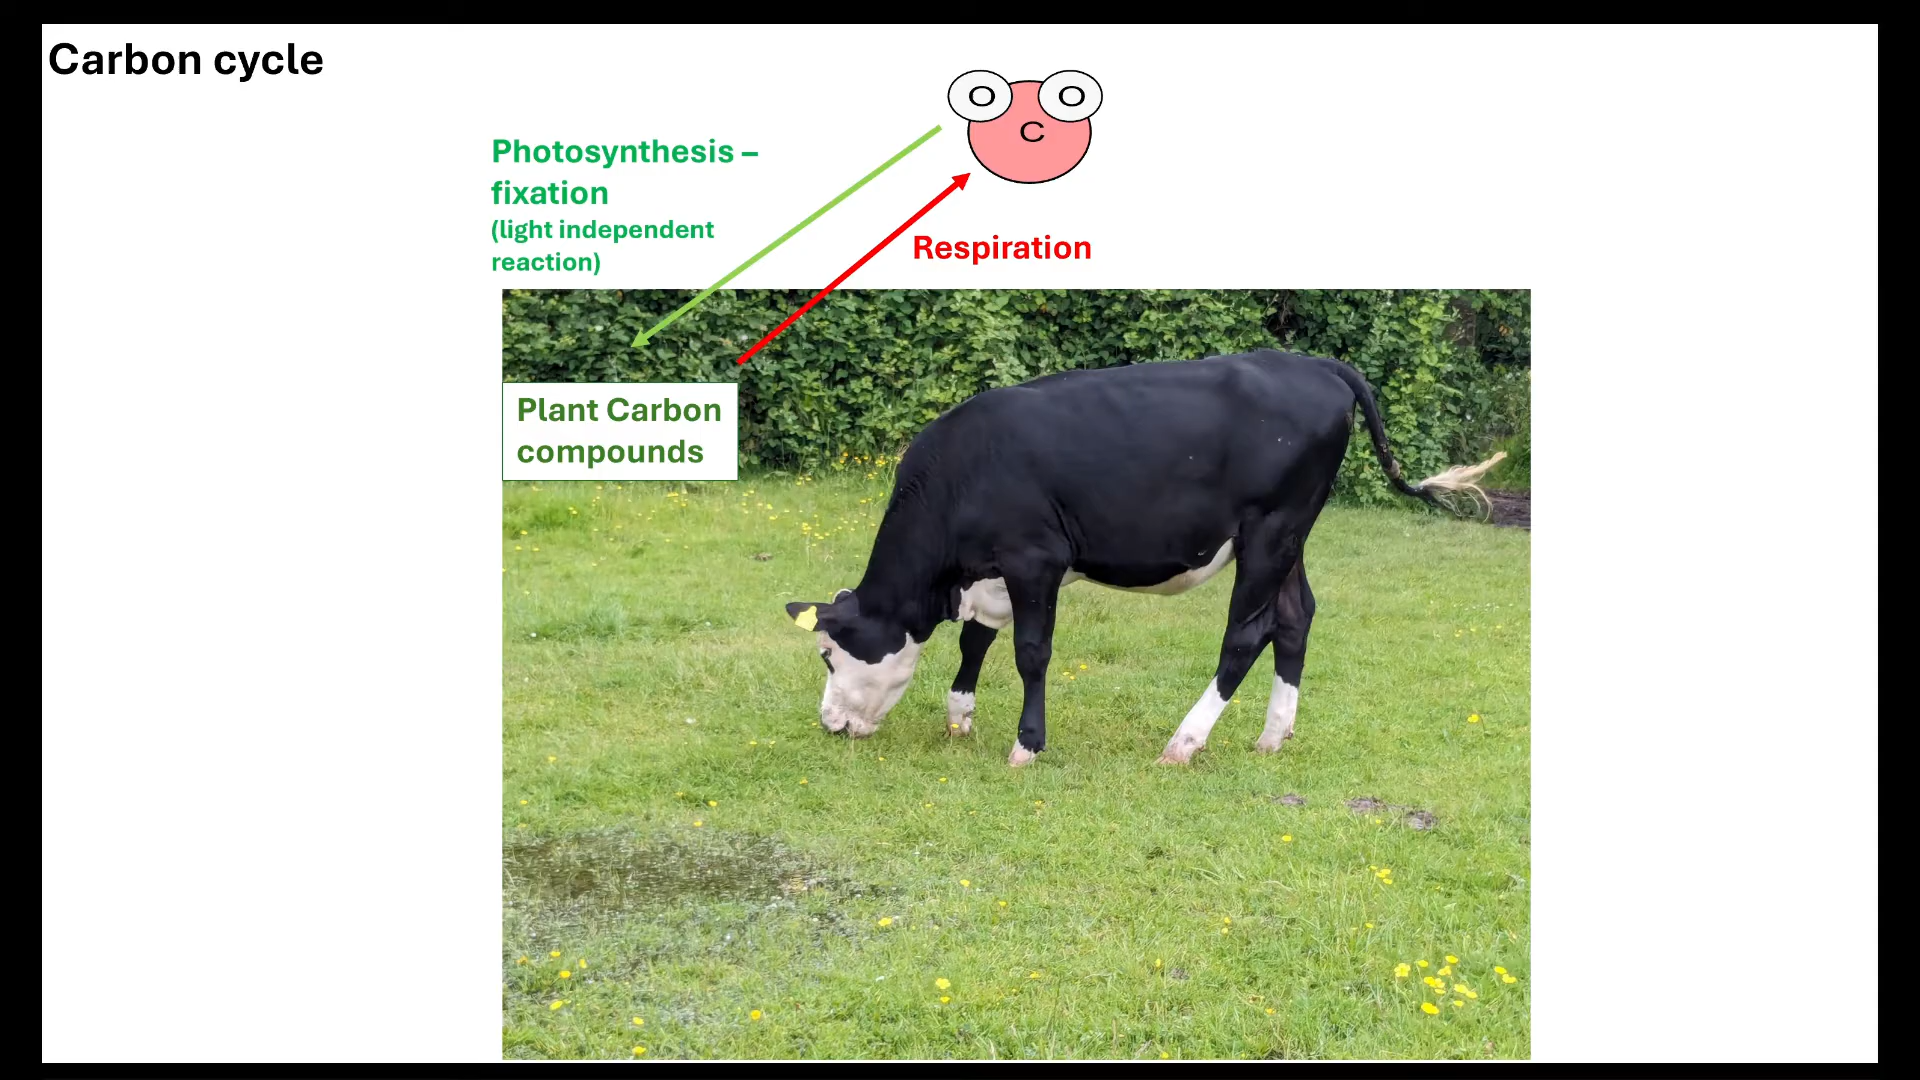 Carbon cycle
O O
C
Photosynthesis –
fixation
(light independent
reaction)
Respiration
Plant Carbon
compounds